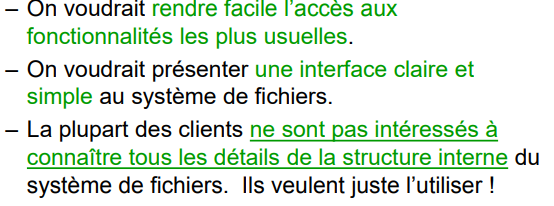 – On voudrait rendre facile l’accès aux
fonctionnalités les plus usuelles.
– On voudrait présenter une interface claire et
simple au système de fichiers.
– La plupart des clients ne sont pas intéressés à
connaître tous les détails de la structure interne du
système de fichiers.  Ils veulent juste l’utiliser !